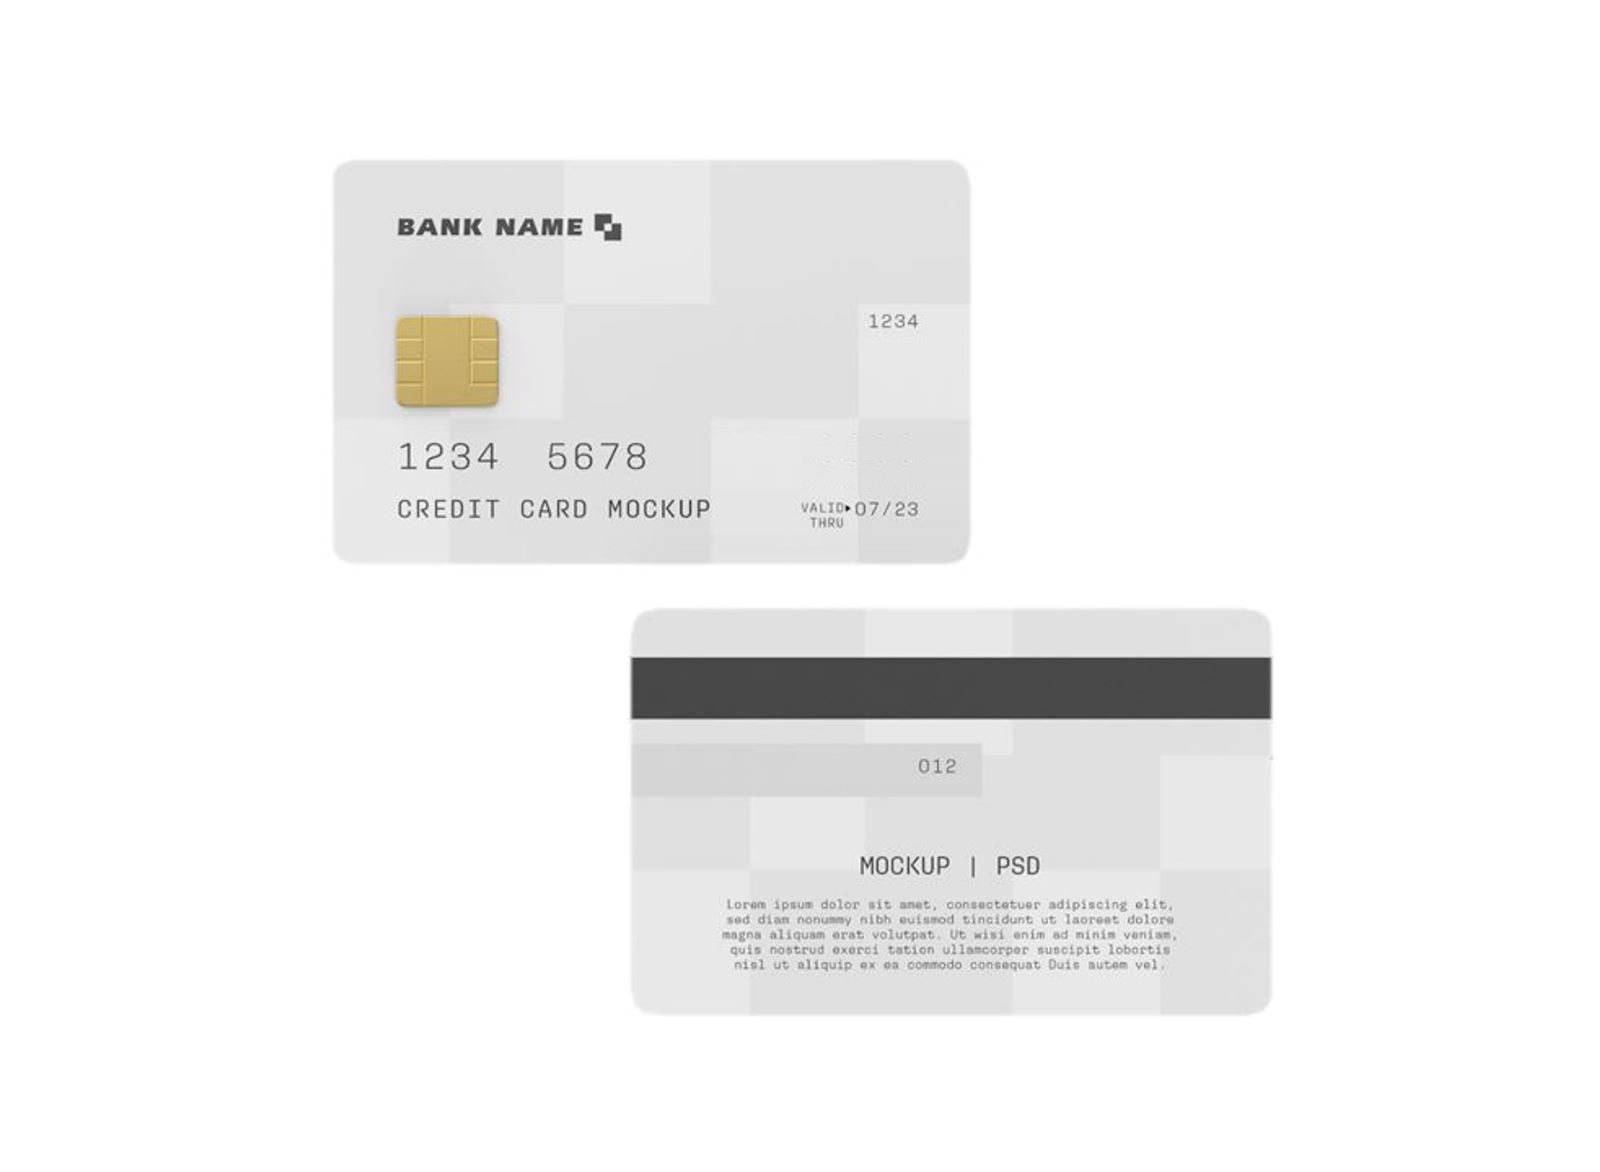 BANK NAME
1234
1234 5678
CREDIT CARD MOCKUP
VALID 07/23
THRU
012
MOCKUP | PSD
Lorem ipsum dolor sit amet, consectetuer adipiscing elit,
sed diam nonummy nibh euismod tincidunt ut laoreet dolore
magna aliquam erat volutpat. Ut wisi enim ad minim veniam,
quis nostrud exerci tation ullamcorper suscipit lobortis
nisl ut aliquip ex ea commodo consequat Duis autem vel.